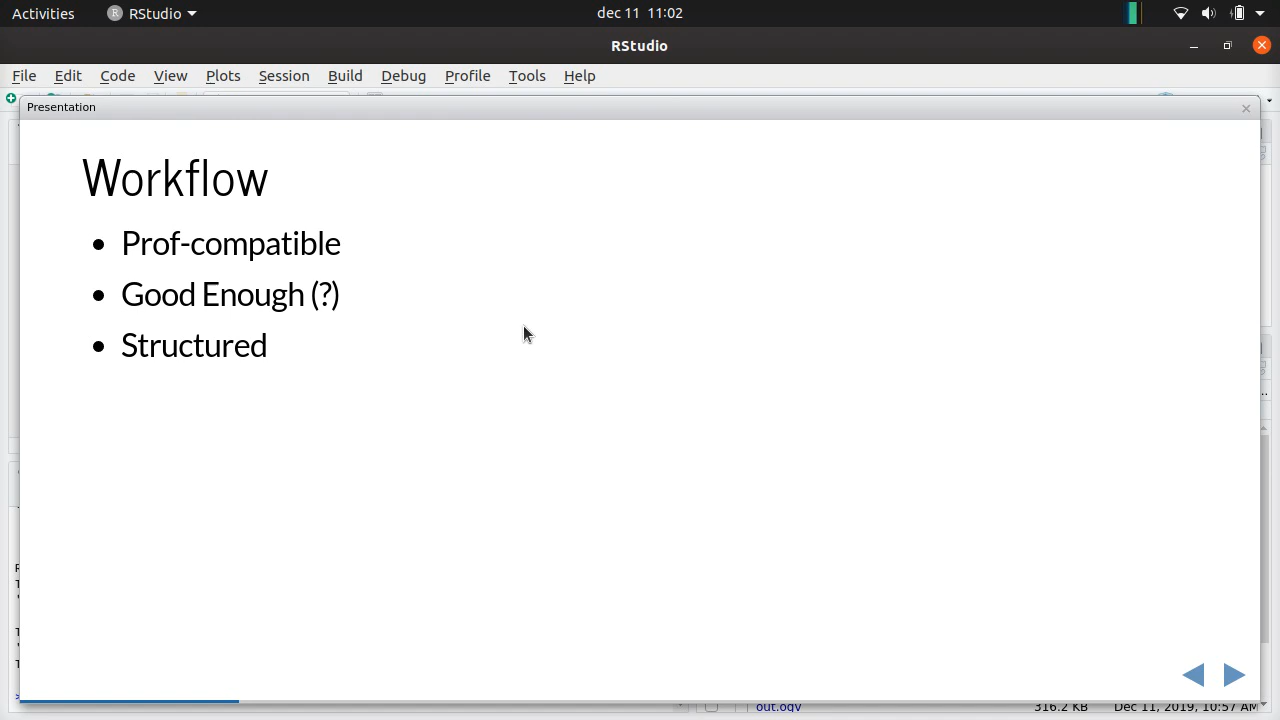 Activities RStudio dec 11 11:02
RStudio
File Edit Code View Plots Session Build Debug Profile Tools Help
Presentation
Workflow
• Prof-compatible
• Good Enough (?)
• Structured
out.ogv 316.2 KB Dec 11, 2019, 10:57 AM